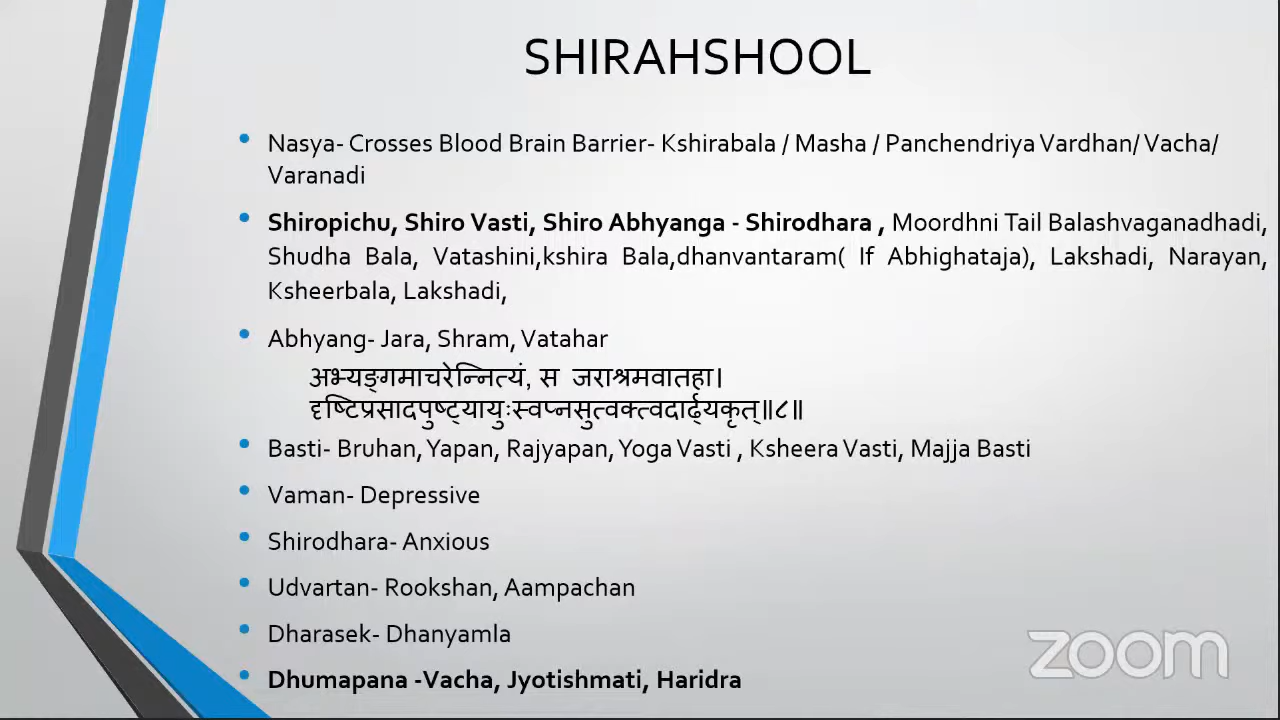 SHIRAHSHOOL
Nasya- Crosses Blood Brain Barrier- Kshirabala / Masha / Panchendriya Vardhan/ Vacha/
Varanadi
Shiropichu, Shiro Vasti, Shiro Abhyanga - Shirodhara , Moordhni Tail Balashvaganadhadi,
Shudha Bala, Vatashini,kshira Bala,dhanvantaram( If Abhighataja), Lakshadi, Narayan,
Ksheerbala, Lakshadi,
Abhyang- Jara, Shram, Vatahar
अभ्यङ्गमाचरेन्नित्यं, स जराश्रमवातहा।
दृष्टिप्रसादपुष्ट्यायुःस्वप्नसुत्वक्त्वदार्ढ्यकृत्॥८॥
Basti- Bruhan, Yapan, Rajyapan, Yoga Vasti , Ksheera Vasti, Majja Basti
Vaman- Depressive
Shirodhara- Anxious
Udvartan- Rookshan, Aampachan
Dharasek- Dhanyamla
Dhumapana -Vacha, Jyotishmati, Haridra
zoom